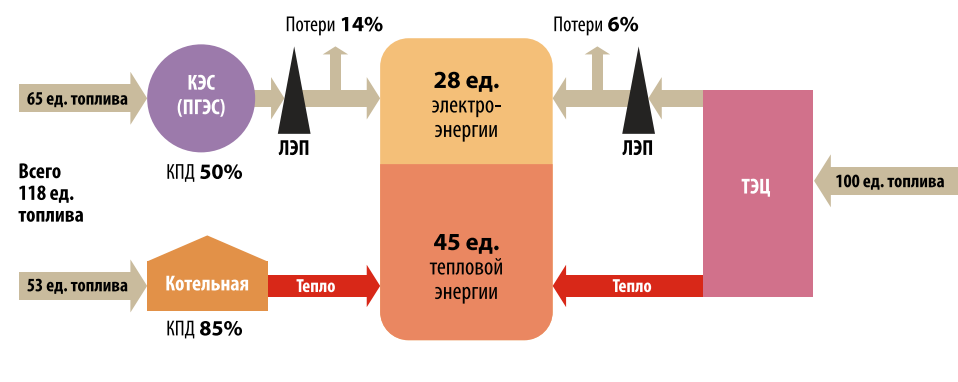 Потери 14%
Потери 6%
65 ед. топлива
КЭС
(ПГЭС)
ЛЭП
КПД 50%
28 ед.
электро-
энергии
ЛЭП
ТЭЦ
100 ед. топлива
Всего
118 ед.
топлива
45 ед.
тепловой
энергии
53 ед. топлива
Котельная
Тепло
Тепло
КПД 85%